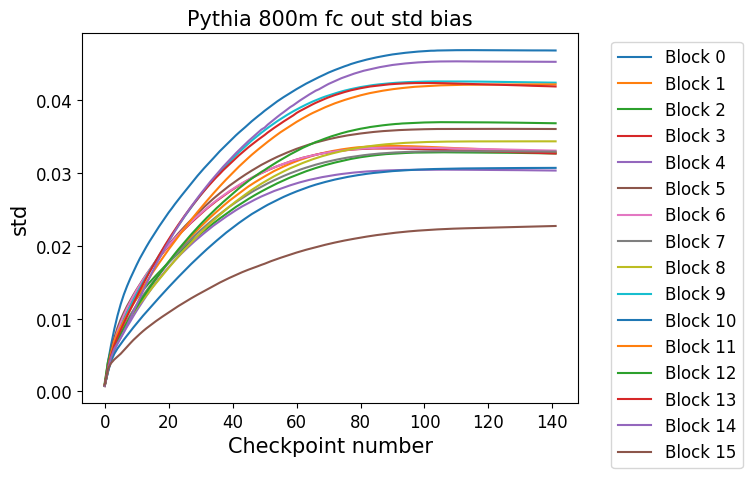 Pythia 800m fc out std bias
std
0.04
0.03
0.02
0.01
0.00
0 20 40 60 80 100 120 140
Checkpoint number
Block 0
Block 1
Block 2
Block 3
Block 4
Block 5
Block 6
Block 7
Block 8
Block 9
Block 10
Block 11
Block 12
Block 13
Block 14
Block 15